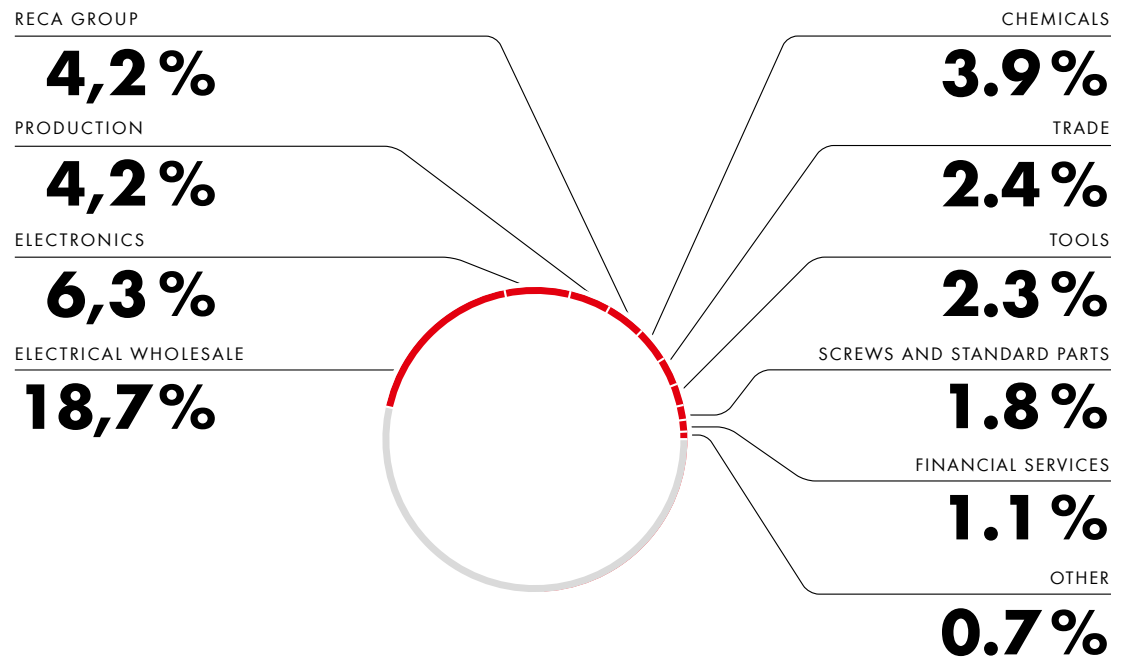 RECA GROUP
4,2 %
PRODUCTION
4,2 %
ELECTRONICS
6,3 %
ELECTRICAL WHOLESALE
18,7 %
CHEMICALS
3.9 %
TRADE
2.4 %
TOOLS
2.3 %
SCREWS AND STANDARD PARTS
1.8 %
FINANCIAL SERVICES
1.1 %
OTHER
0.7 %